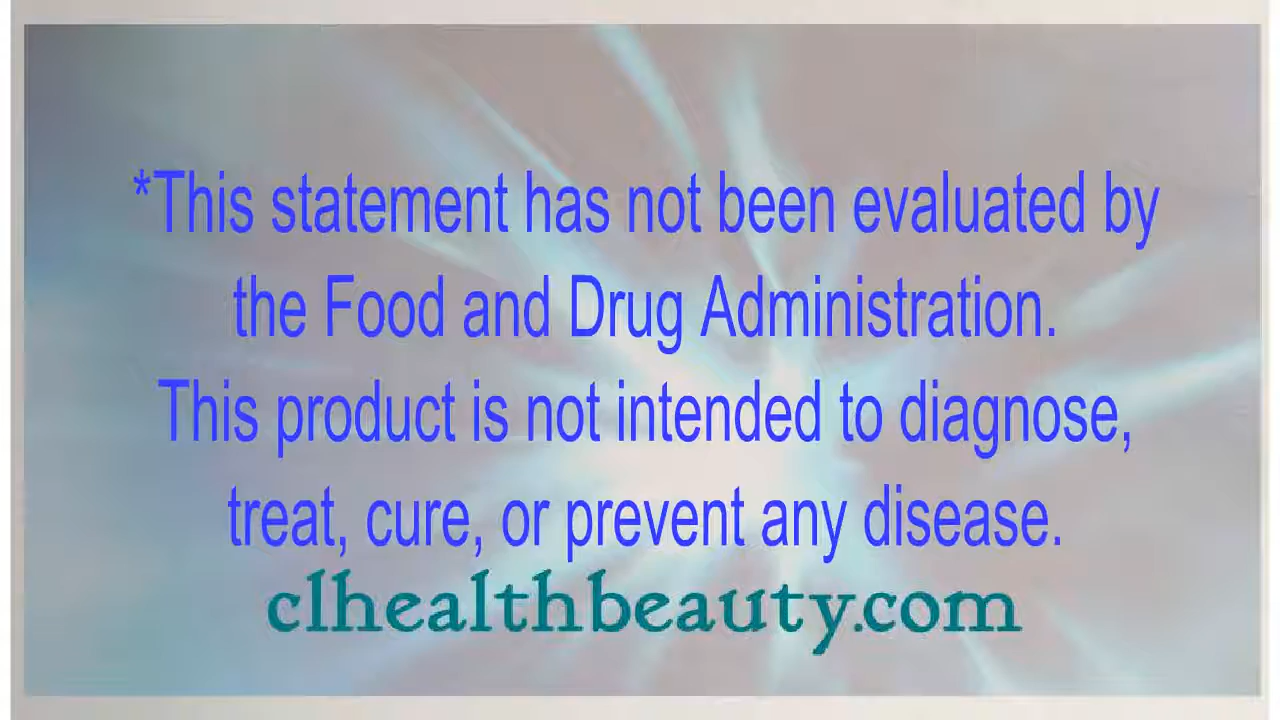 *This statement has not been evaluated by
the Food and Drug Administration.
This product is not intended to diagnose,
treat, cure, or prevent any disease.
clhealthbeauty.com